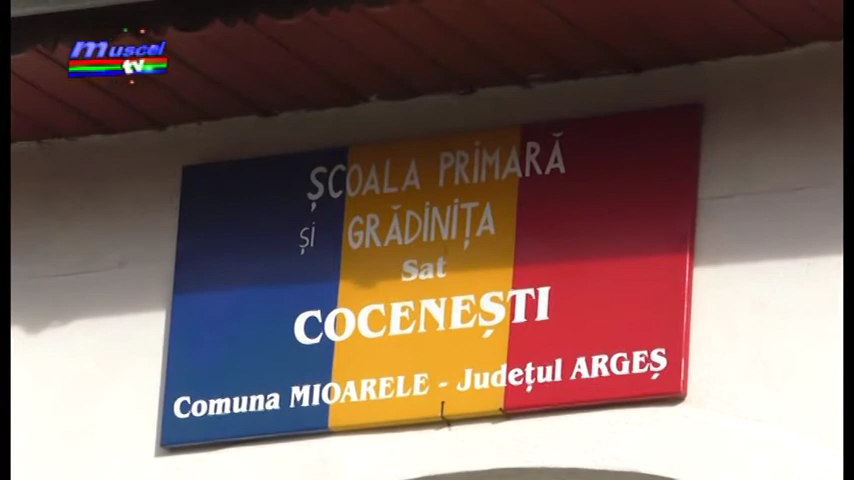 Muscel
tv
ȘCOALA PRIMARĂ
și GRĂDINIȚA
Sat
COCENEȘTI
Comuna MIOARELE - Județul ARGEȘ